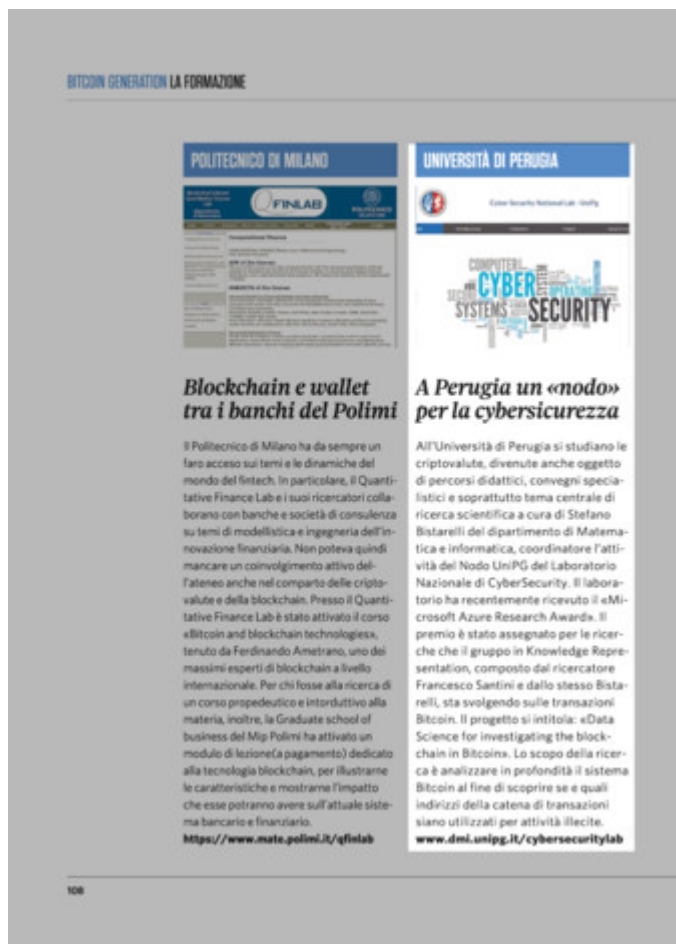 BITCOIN GENERATION LA FORMAZIONE
POLITECNICO DI MILANO
QFINLAB
POLITECNICO
Computational Finance
Blockchain e wallet
tra i banchi del Polimi
Il Politecnico di Milano ha da sempre un
faro acceso sui temi e le dinamiche del
mondo del fintech. In particolare, il Quanti-
tative Finance Lab e i suoi ricercatori colla-
borano con banche e società di consulenza
su temi di modellistica e ingegneria dell'in-
novazione finanziaria. Non poteva quindi
mancare un coinvolgimento attivo del-
l'ateneo anche nel comparto delle cripto-
valute e della blockchain. Presso il Quanti-
tative Finance Lab è stato attivato il corso
«Bitcoin and blockchain technologies»,
tenuto da Ferdinando Ametrano, uno dei
massimi esperti di blockchain a livello
internazionale. Per chi fosse alla ricerca di
un corso propedeutico e intorduttivo alla
materia, inoltre, la Graduate school of
business del Mip Polimi ha attivato un
modulo di lezione(a pagamento) dedicato
alla tecnologia blockchain, per illustrarne
le caratteristiche e mostrarne l'impatto
che esse potranno avere sull'attuale siste-
ma bancario e finanziario.
https://www.mate.polimi.it/qfinlab
UNIVERSITÀ DI PERUGIA
Cyber Security National Lab - UniPg
COMPUTER
CYBER
SYSTEM
OPERATING
SYSTEMS
SECURITY
A Perugia un «nodo»
per la cybersicurezza
All'Università di Perugia si studiano le
criptovalute, divenute anche oggetto
di percorsi didattici, convegni specia-
listici e soprattutto tema centrale di
ricerca scientifica a cura di Stefano
Bistarelli del dipartimento di Matema-
tica e informatica, coordinatore l'atti-
vità del Nodo UniPG del Laboratorio
Nazionale di CyberSecurity. Il labora-
torio ha recentemente ricevuto il «Mi-
crosoft Azure Research Award». Il
premio è stato assegnato per le ricer-
che che il gruppo in Knowledge Repre-
sentation, composto dal ricercatore
Francesco Santini e dallo stesso Bista-
relli, sta svolgendo sulle transazioni
Bitcoin. Il progetto si intitola: «Data
Science for investigating the block-
chain in Bitcoin». Lo scopo della ricer-
ca è analizzare in profondità il sistema
Bitcoin al fine di scoprire se e quali
indirizzi della catena di transazioni
siano utilizzati per attività illecite.
www.dmi.unipg.it/cybersecuritylab
108